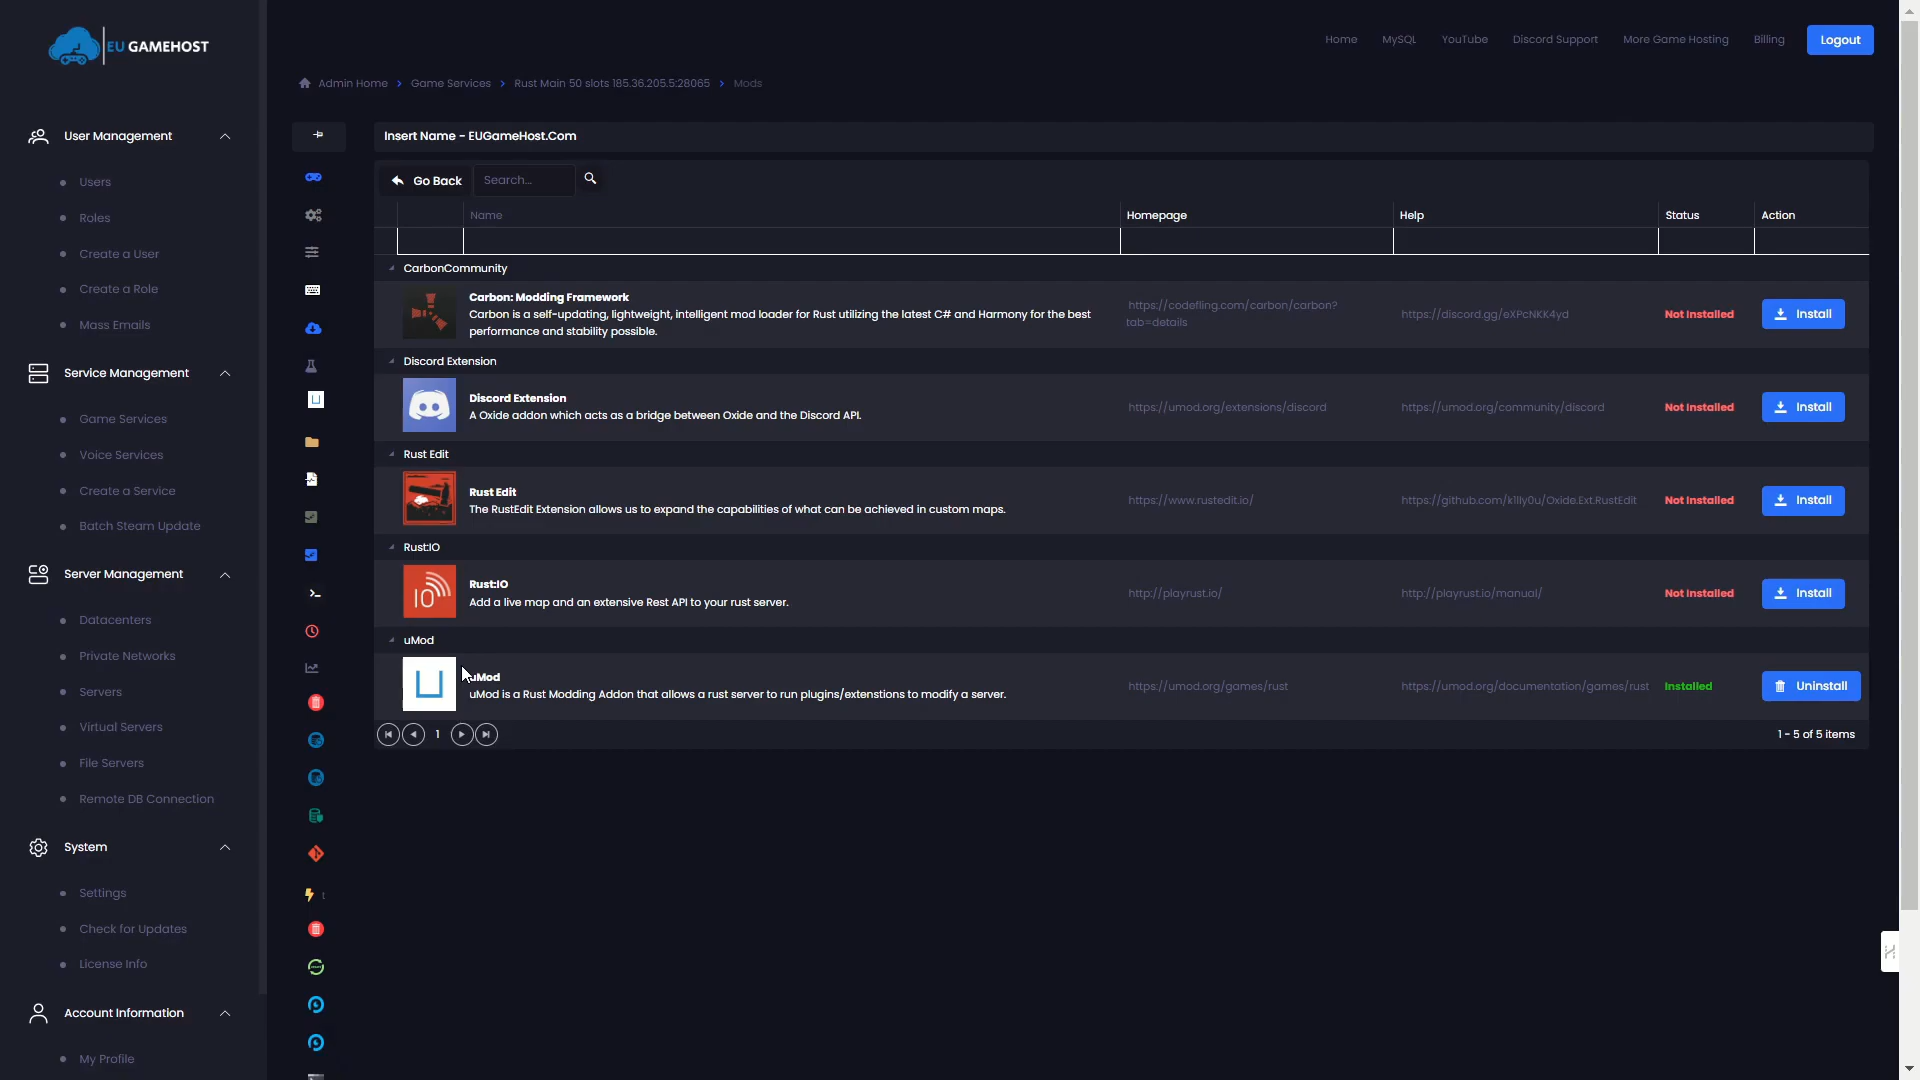 EU GAMEHOST
Home
MySQL
YouTube
Discord Support
More Game Hosting
Billing
Logout
Admin Home
Game Services
Rust Main 50 slots 185.36.205.5:28065
Mods
User Management
Users
Roles
Create a User
Create a Role
Mass Emails
Service Management
Game Services
Voice Services
Create a Service
Batch Steam Update
Server Management
Datacenters
Private Networks
Servers
Virtual Servers
File Servers
Remote DB Connection
System
Settings
Check for Updates
License Info
Account Information
My Profile
Insert Name - EUGameHost.Com
Go Back
Search...
Name
Homepage
Help
Status
Action
CarbonCommunity
Carbon: Modding Framework
Carbon is a self-updating, lightweight, intelligent mod loader for Rust utilizing the latest C# and Harmony for the best
performance and stability possible.
https://codefling.com/carbon/carbon?
tab=details
https://discord.gg/eXPcNKK4yd
Not Installed
Install
Discord Extension
Discord Extension
A Oxide addon which acts as a bridge between Oxide and the Discord API.
https://umod.org/extensions/discord
https://umod.org/community/discord
Not Installed
Install
Rust Edit
Rust Edit
The RustEdit Extension allows us to expand the capabilities of what can be achieved in custom maps.
https://www.rustedit.io/
https://github.com/k1lly0u/Oxide.Ext.RustEdit
Not Installed
Install
Rust:IO
IO
Rust:IO
Add a live map and an extensive Rest API to your rust server.
http://playrust.io/
http://playrust.io/manual/
Not Installed
Install
uMod
uMod
uMod is a Rust Modding Addon that allows a rust server to run plugins/extenstions to modify a server.
https://umod.org/games/rust
https://umod.org/documentation/games/rust
Installed
Uninstall
1
1 - 5 of 5 items